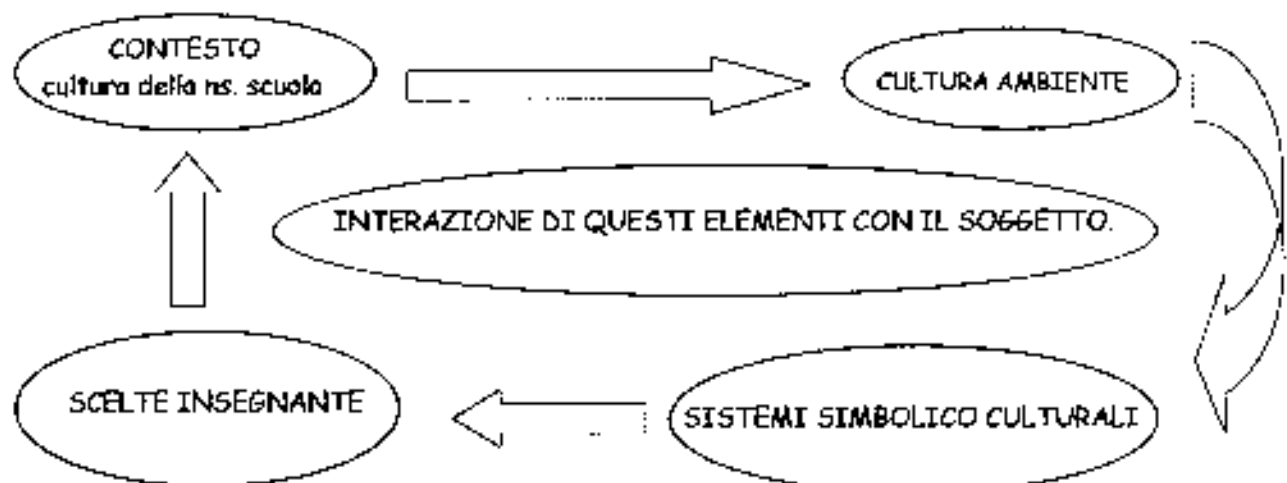 CONTESTO
cultura della ns. scuola
CULTURA AMBIENTE
INTERAZIONE DI QUESTI ELEMENTI CON IL SOGGETTO.
SCELTE INSEGNANTE
SISTEMI SIMBOLICO CULTURALI